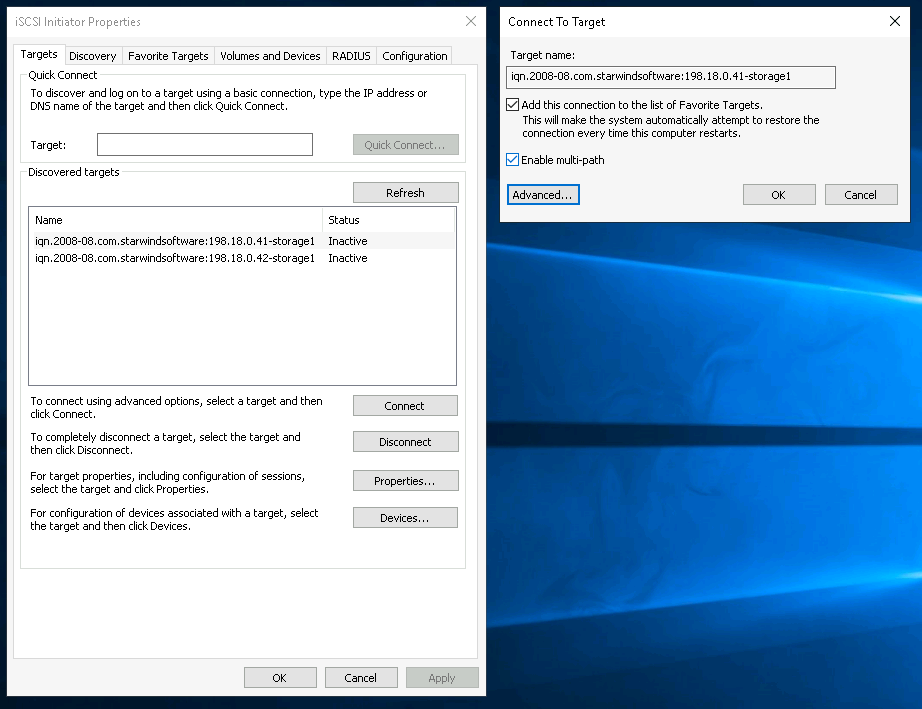 iSCSI Initiator Properties
Targets Discovery Favorite Targets Volumes and Devices RADIUS Configuration
Quick Connect
To discover and log on to a target using a basic connection, type the IP address or
DNS name of the target and then click Quick Connect.
Target:
Quick Connect...
Discovered targets
Refresh
Name Status
iqn.2008-08.com.starwindsoftware:198.18.0.41-storage1 Inactive
iqn.2008-08.com.starwindsoftware:198.18.0.42-storage1 Inactive
To connect using advanced options, select a target and then
click Connect.
Connect
To completely disconnect a target, select the target and
then click Disconnect.
Disconnect
For target properties, including configuration of sessions,
select the target and click Properties.
Properties...
For configuration of devices associated with a target, select
the target and then click Devices.
Devices...
OK Cancel Apply
Connect To Target
Target name:
iqn.2008-08.com.starwindsoftware:198.18.0.41-storage1
Add this connection to the list of Favorite Targets.
This will make the system automatically attempt to restore the
connection every time this computer restarts.
Enable multi-path
Advanced... OK Cancel